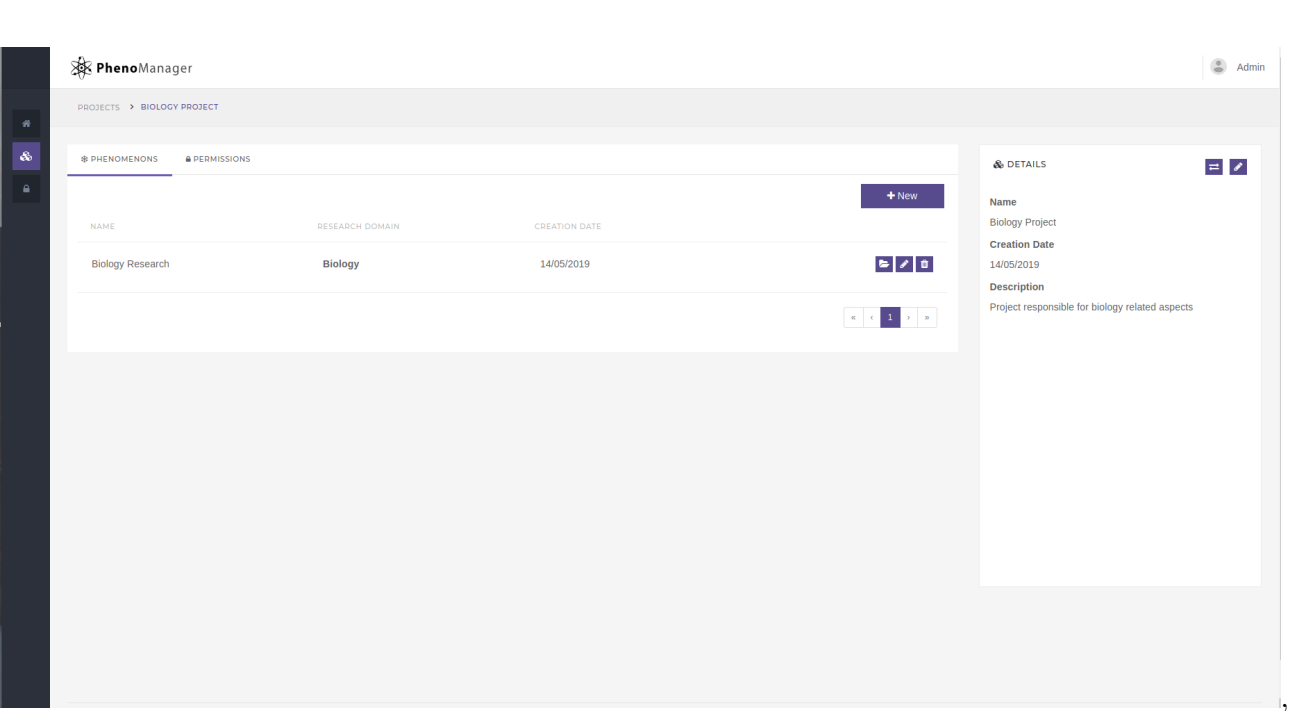 PhenoManager
Admin
PROJECTS > BIOLOGY PROJECT
PHENOMENONS PERMISSIONS
+ New
NAME RESEARCH DOMAIN CREATION DATE
Biology Research Biology 14/05/2019
« ‹ 1 › »
DETAILS
Name
Biology Project
Creation Date
14/05/2019
Description
Project responsible for biology related aspects
,